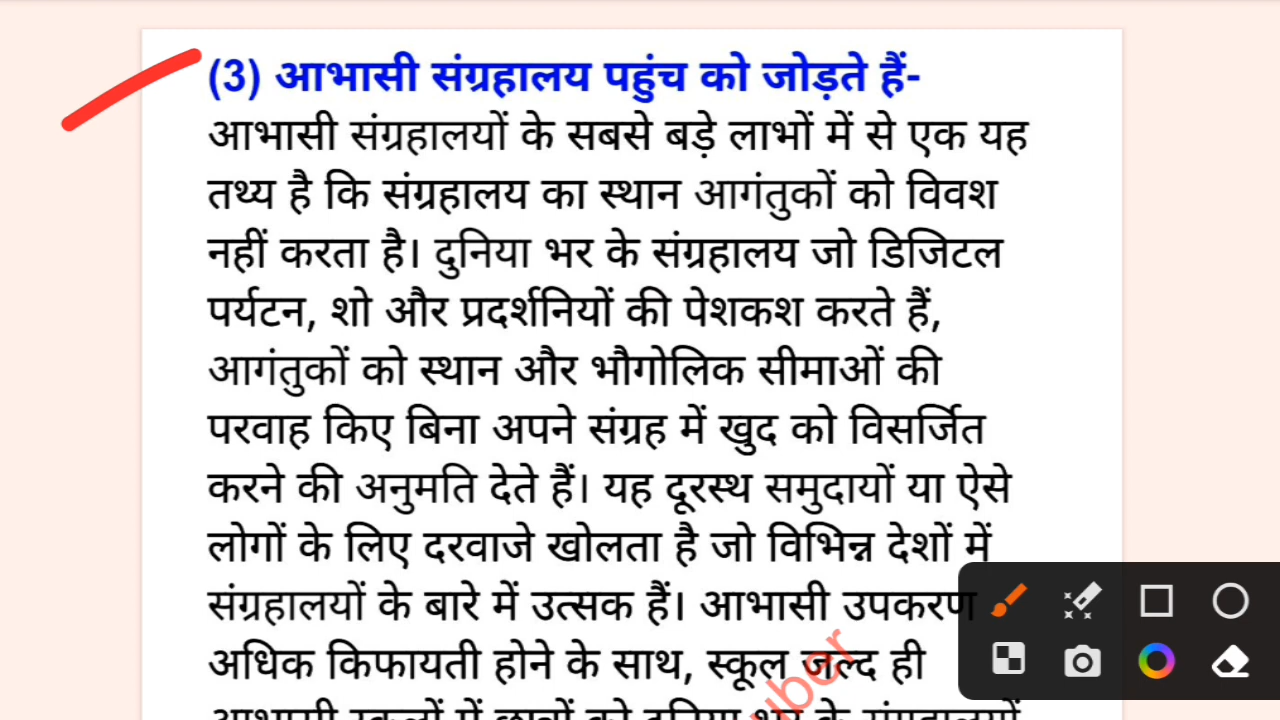 (3) आभासी संग्रहालय पहुंच को जोड़ते हैं-
आभासी संग्रहालयों के सबसे बड़े लाभों में से एक यह
तथ्य है कि संग्रहालय का स्थान आगंतुकों को विवश
नहीं करता है। दुनिया भर के संग्रहालय जो डिजिटल
पर्यटन, शो और प्रदर्शनियों की पेशकश करते हैं,
आगंतुकों को स्थान और भौगोलिक सीमाओं की
परवाह किए बिना अपने संग्रह में खुद को विसर्जित
करने की अनुमति देते हैं। यह दूरस्थ समुदायों या ऐसे
लोगों के लिए दरवाजे खोलता है जो विभिन्न देशों में
संग्रहालयों के बारे में उत्सक हैं। आभासी उपकरण
अधिक किफायती होने के साथ, स्कूल जल्द ही